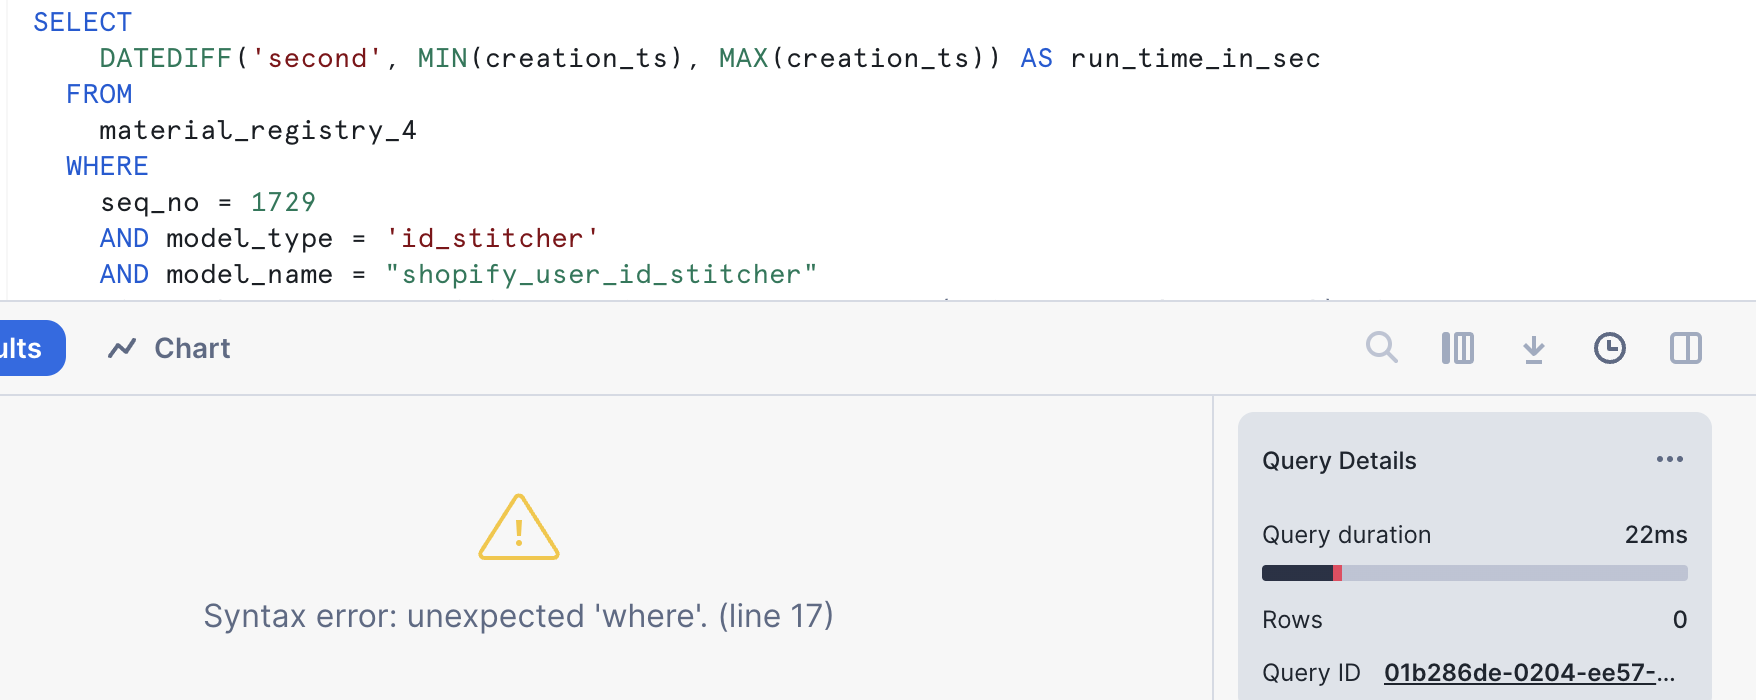 SELECT
DATEDIFF('second', MIN(creation_ts), MAX(creation_ts)) AS run_time_in_sec
FROM
material_registry_4
WHERE
seq_no = 1729
AND model_type = 'id_stitcher'
AND model_name = "shopify_user_id_stitcher"
ults
Chart
Query Details
Query duration 22ms
Syntax error: unexpected 'where'. (line 17)
Rows 0
Query ID 01b286de-0204-ee57-...